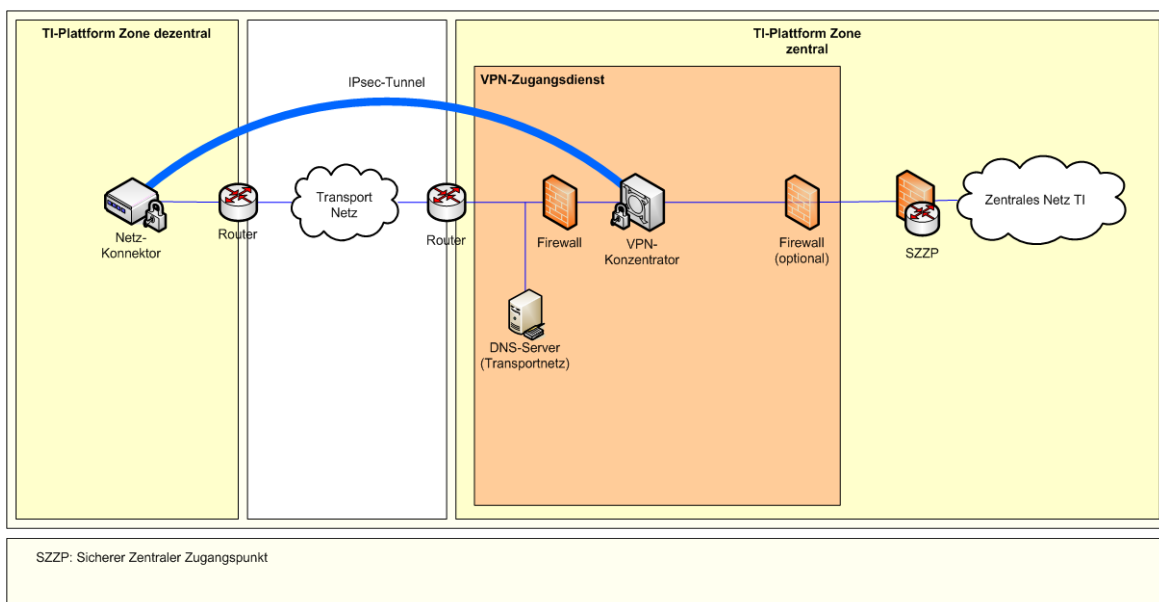 TI-Plattform Zone dezentral
TI-Plattform Zone
zentral
VPN-Zugangsdienst
IPsec-Tunnel
Netz-
Konnektor
Router
Transport
Netz
Router
Firewall
VPN-
Konzentrator
Firewall
(optional)
SZZP
Zentrales Netz TI
DNS-Server
(Transportnetz)
SZZP: Sicherer Zentraler Zugangspunkt